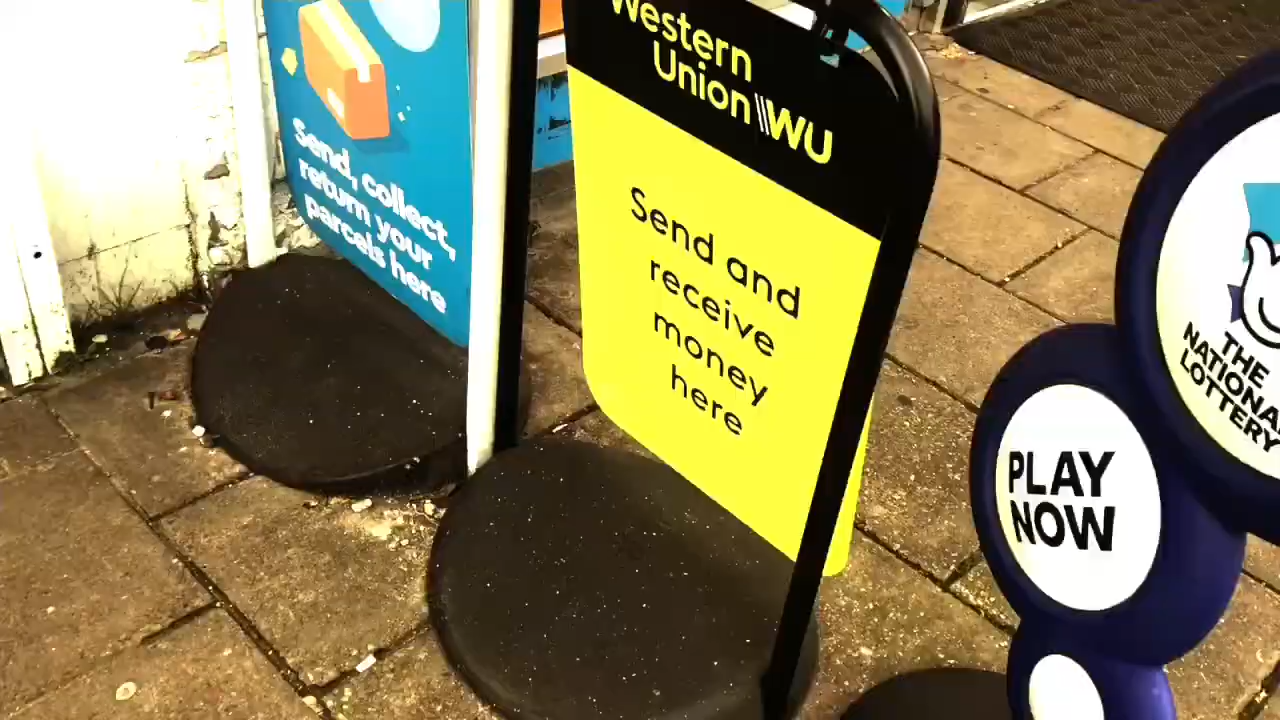 Send, collect,
return your
parcels here
Western
Union WU
Send and
receive
money
here
THE
NATIONAL
LOTTERY
PLAY
NOW